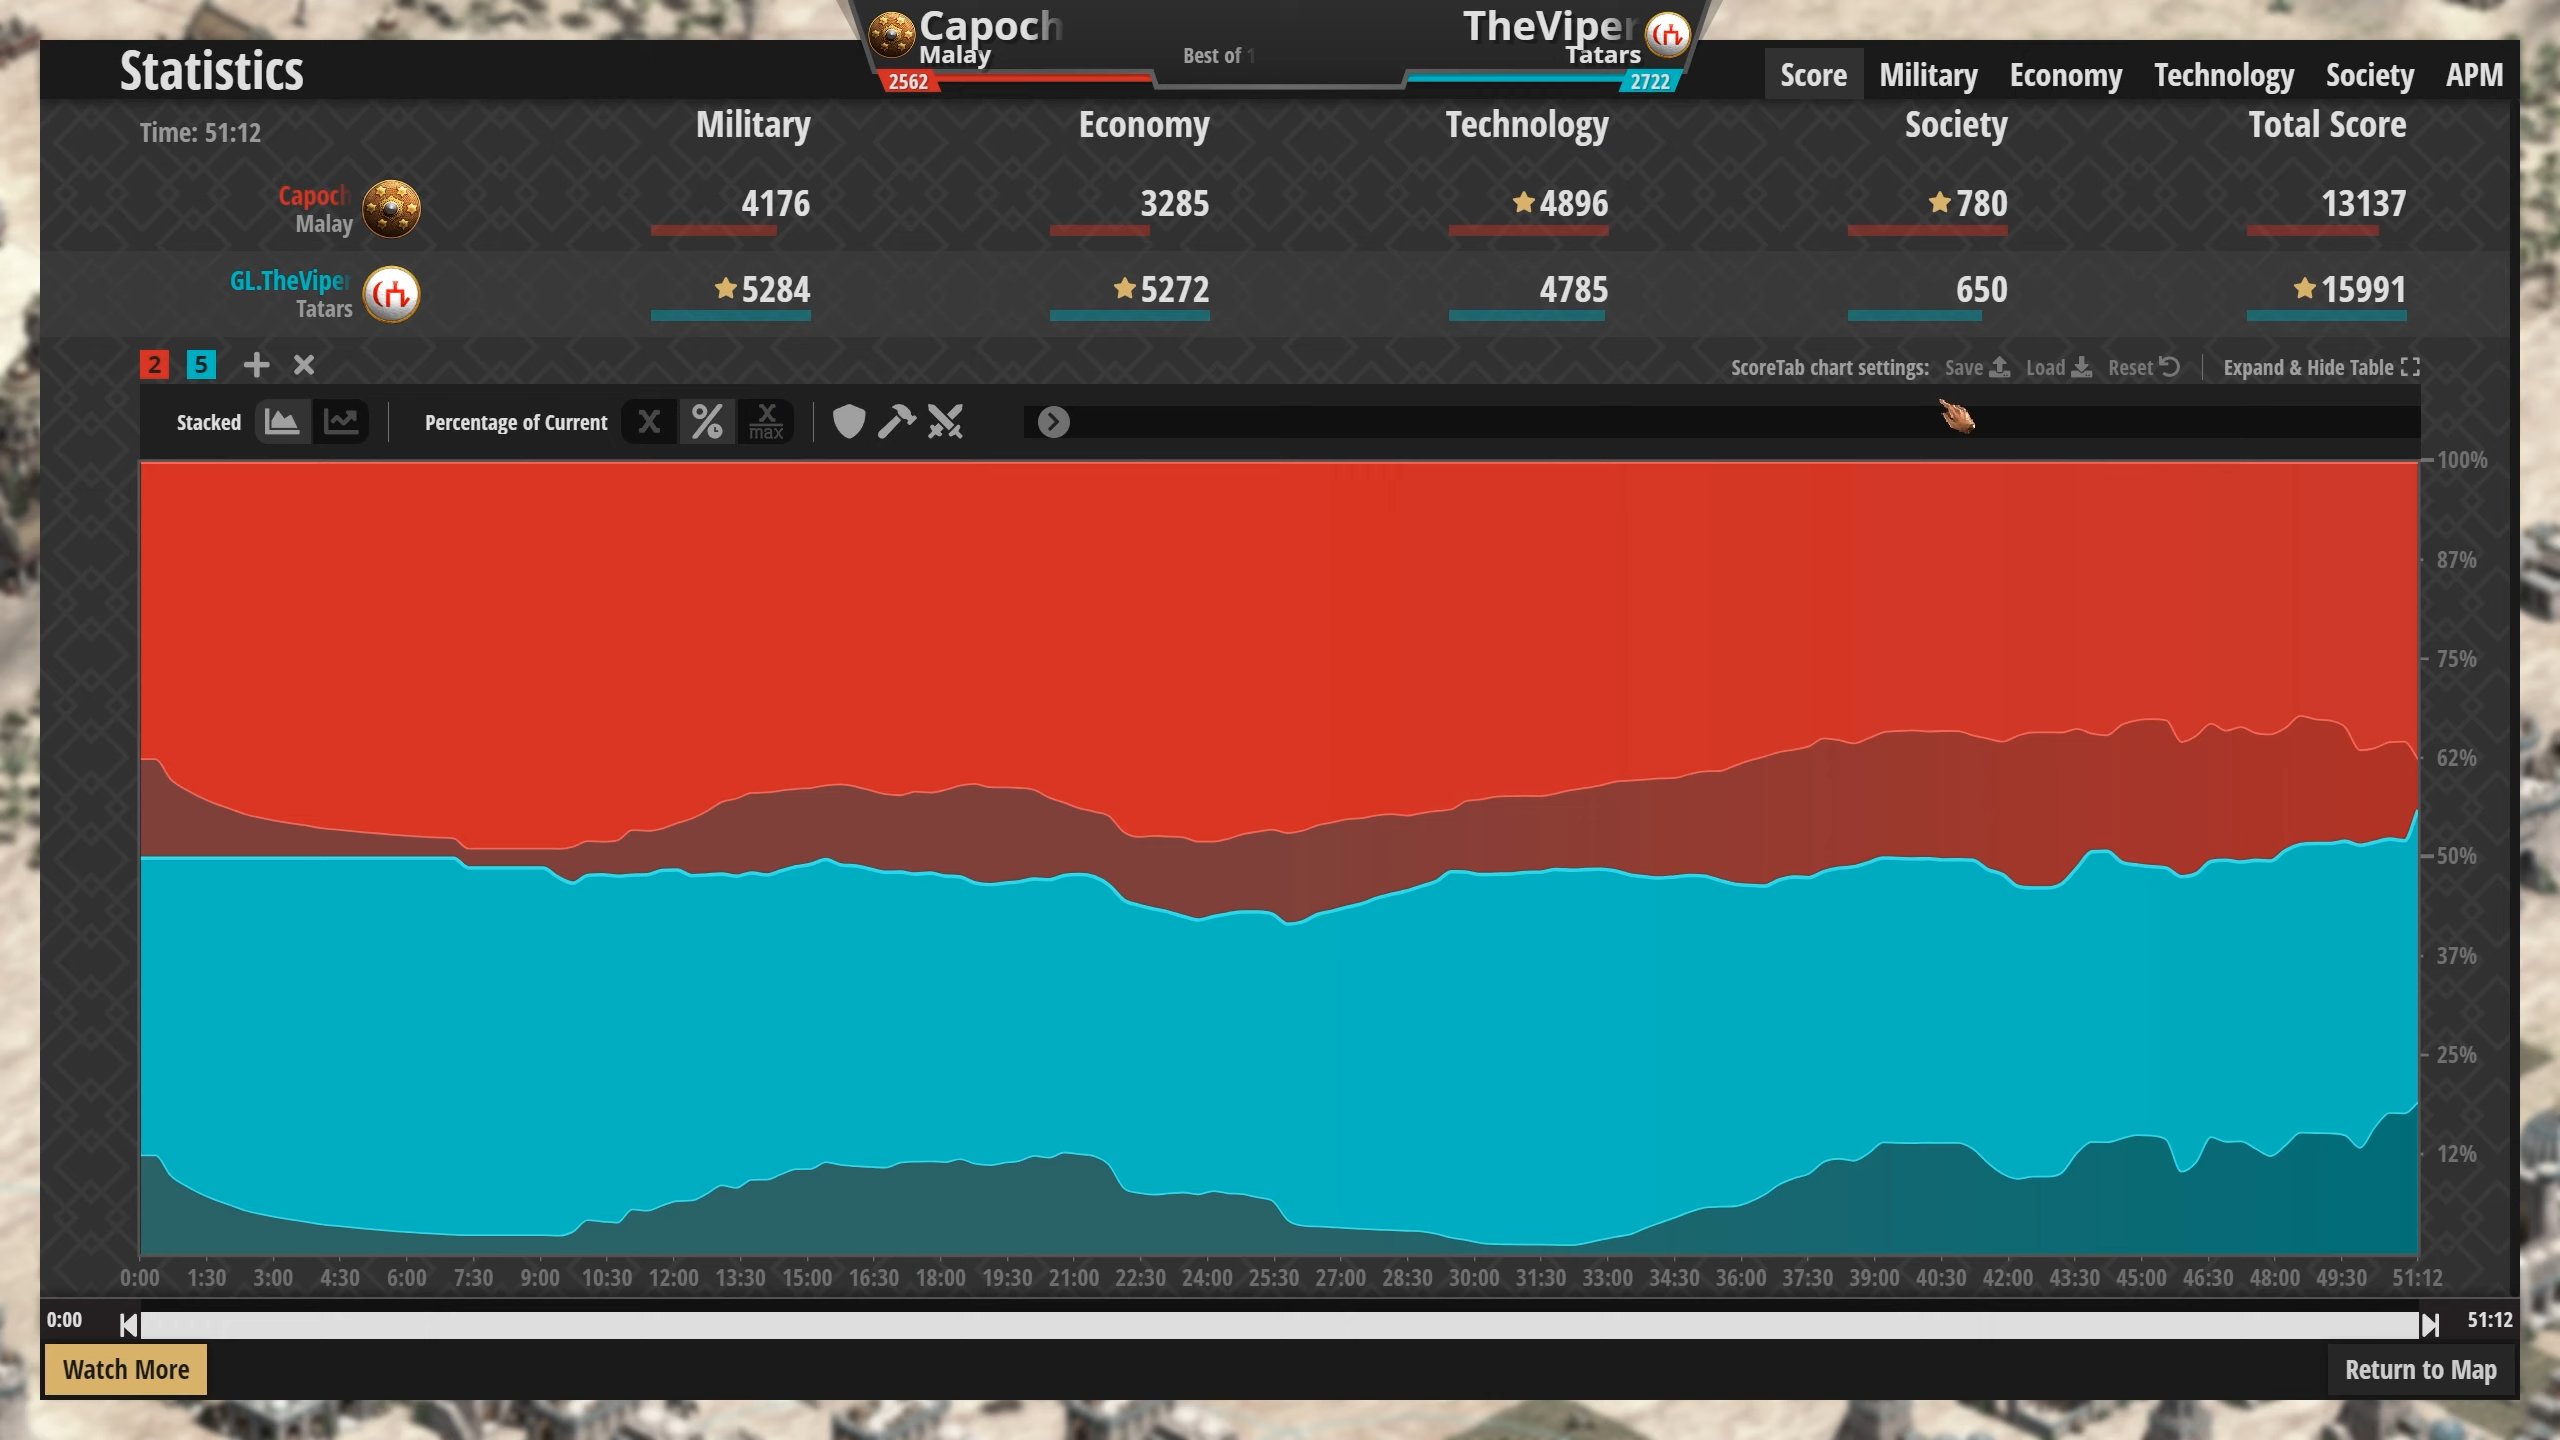 Capoch
Malay
2562
Best of 1
TheViper
Tatars
2722
Statistics
Score Military Economy Technology Society APM
Time: 51:12 Military Economy Technology Society Total Score
Capoch
Malay
4176 3285 4896 780 13137
GL.TheViper
Tatars
5284 5272 4785 650 15991
2 5
ScoreTab chart settings: Save Load Reset Expand & Hide Table
Stacked Percentage of Current X % X max
100%
87%
75%
62%
50%
37%
25%
12%
0:00 1:30 3:00 4:30 6:00 7:30 9:00 10:30 12:00 13:30 15:00 16:30 18:00 19:30 21:00 22:30 24:00 25:30 27:00 28:30 30:00 31:30 33:00 34:30 36:00 37:30 39:00 40:30 42:00 43:30 45:00 46:30 48:00 49:30 51:12
0:00 51:12
Watch More Return to Map